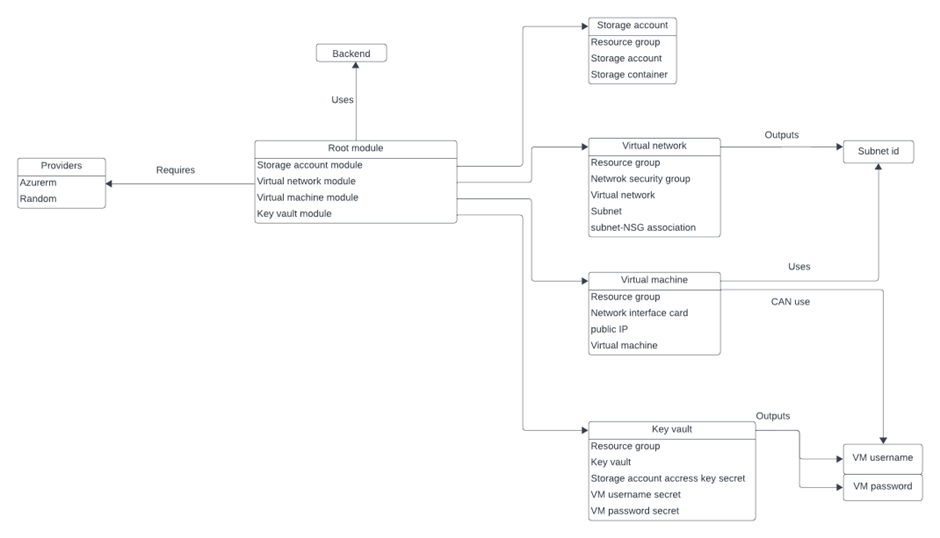 Storage account
Resource group
Storage account
Storage container
Backend
Uses
Root module
Storage account module
Virtual network module
Virtual machine module
Key vault module
Providers
Azurerm
Random
Requires
Virtual network
Resource group
Netwrok security group
Virtual network
Subnet
subnet-NSG association
Outputs
Subnet id
Virtual machine
Resource group
Network interface card
public IP
Virtual machine
Uses
CAN use
Key vault
Resource group
Key vault
Storage account accress key secret
VM username secret
VM password secret
Outputs
VM username
VM password